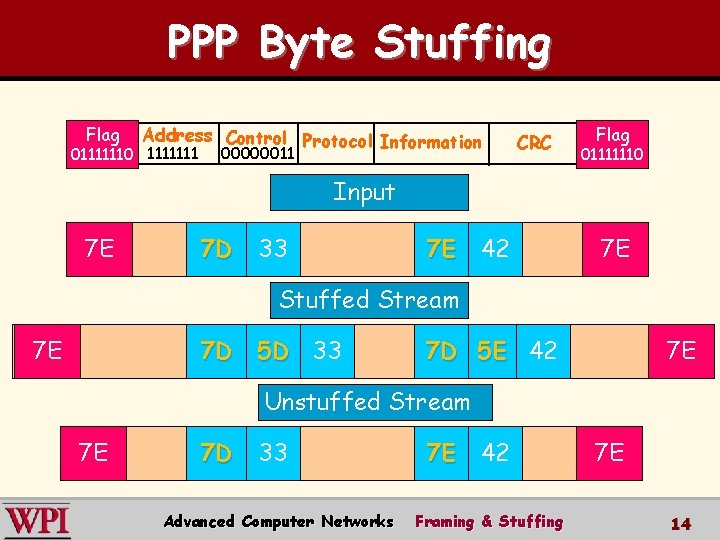 PPP Byte Stuffing
Flag Address Control Protocol Information CRC Flag
01111110 1111111 00000011 01111110
Input
7E 7D 33 7E 42 7E
Stuffed Stream
7E 7D 5D 33 7D 5E 42 7E
Unstuffed Stream
7E 7D 33 7E 42 7E
WPI Advanced Computer Networks Framing & Stuffing 14